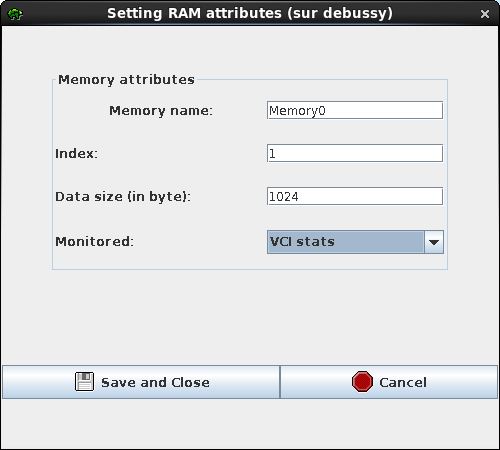 Setting RAM attributes (sur debussy)
Memory attributes
Memory name: Memory0
Index: 1
Data size (in byte): 1024
Monitored: VCI stats
Save and Close Cancel